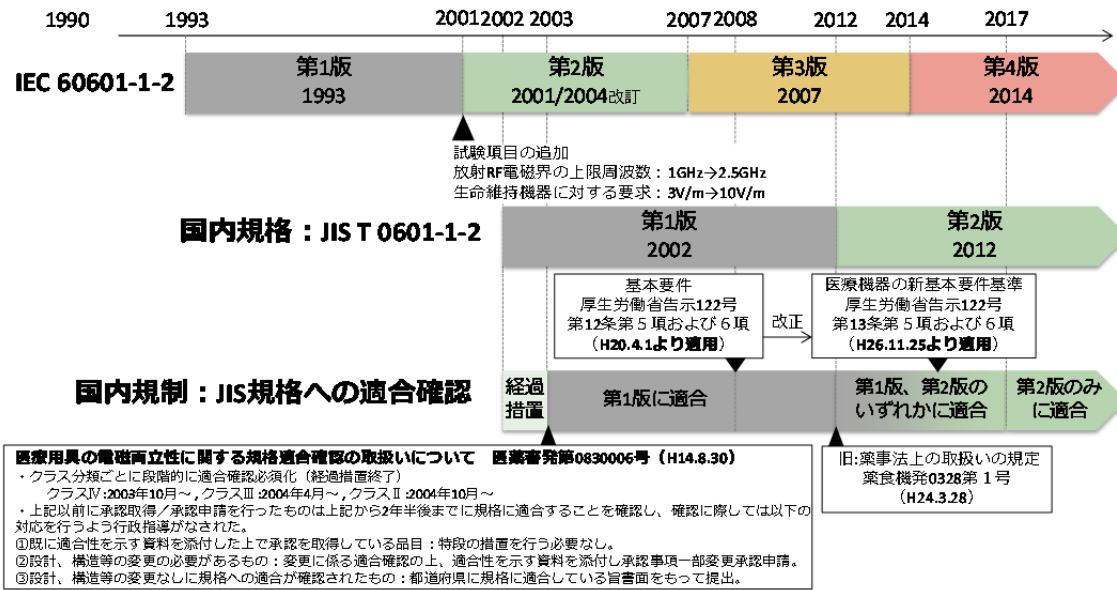 1990 1993 2001 2002 2003 2007 2008 2012 2014 2017
IEC 60601-1-2
第1版
1993
第2版
2001/2004改訂
第3版
2007
第4版
2014
試験項目の追加
放射RF電磁界の上限周波数：1GHz→2.5GHz
生命維持機器に対する要求：3V/m→10V/m
国内規格：JIS T 0601-1-2
第1版
2002
第2版
2012
基本要件
厚生労働省告示122号
第12条第５項および６項
（H20.4.1より適用）
改正
医療機器の新基本要件基準
厚生労働省告示122号
第13条第５項および６項
（H26.11.25より適用）
国内規制：JIS規格への適合確認
経過
措置
第1版に適合
第1版、第2版の
いずれかに適合
第2版のみ
に適合
医療用具の電磁両立性に関する規格適合確認の取扱いについて　医薬審発第0830006号（H14.8.30）
・クラス分類ごとに段階的に適合確認必須化（経過措置終了）
クラスⅣ:2003年10月～，クラスⅢ:2004年4月～，クラスⅡ:2004年10月～
・上記以前に承認取得／承認申請を行ったものは上記から2年半後までに規格に適合することを確認し、確認に際しては以下の
対応を行うよう行政指導がなされた。
①既に適合性を示す資料を添付した上で承認を取得している品目：特段の措置を行う必要なし。
②設計、構造等の変更の必要があるもの：変更に係る適合確認の上、適合性を示す資料を添付し承認事項一部変更承認申請。
③設計、構造等の変更なしに規格への適合が確認されたもの：都道府県に規格に適合している旨書面をもって提出。
旧:薬事法上の取扱いの規定
薬食機発0328第１号
（H24.3.28）